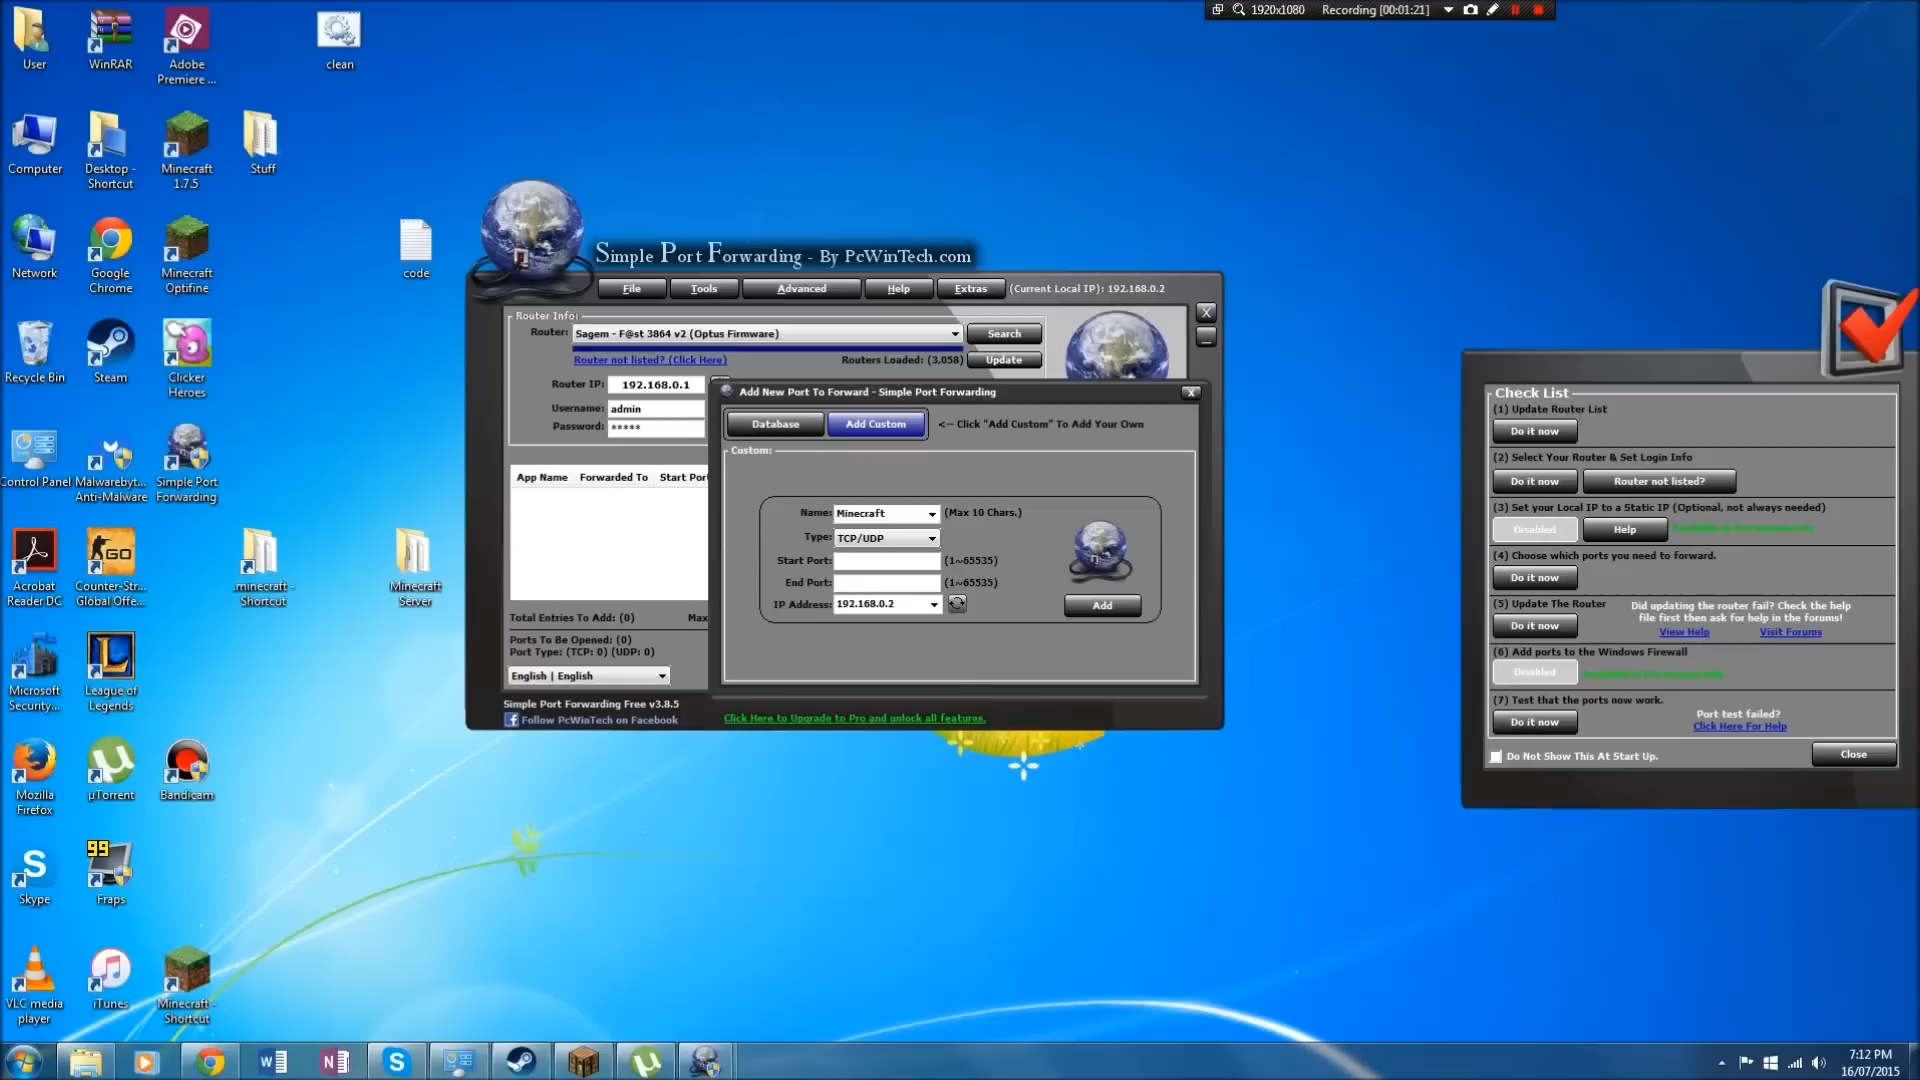 1920x1080 Recording [00:01:21]
User
WinRAR
Adobe
Premiere ...
clean
Computer
Desktop -
Shortcut
Minecraft
1.7.5
Stuff
Network
Google
Chrome
Minecraft
Optifine
code
Recycle Bin
Steam
Clicker
Heroes
Control Panel
Malwarebyt...
Anti-Malware
Simple Port
Forwarding
Acrobat
Reader DC
Counter-Str...
Global Offe...
.minecraft -
Shortcut
Minecraft
Server
Microsoft
Security...
League of
Legends
Mozilla
Firefox
µTorrent
Bandicam
99
Skype
Fraps
VLC media
player
iTunes
Minecraft -
Shortcut
Simple Port Forwarding - By PcWinTech.com
File Tools Advanced Help Extras (Current Local IP): 192.168.0.2
X
_
Router Info:
Router: Sagem - F@st 3864 v2 (Optus Firmware) Search
Router not listed? (Click Here) Routers Loaded: (3,058) Update
Router IP: 192.168.0.1
Username: admin
Password: *****
App Name Forwarded To Start Port
Total Entries To Add: (0) Max
Ports To Be Opened: (0)
Port Type: (TCP: 0) (UDP: 0)
English | English
Simple Port Forwarding Free v3.8.5
Follow PcWinTech on Facebook
Click Here to Upgrade to Pro and unlock all features.
Add New Port To Forward - Simple Port Forwarding X
Database Add Custom <-- Click "Add Custom" To Add Your Own
Custom:
Name: Minecraft (Max 10 Chars.)
Type: TCP/UDP
Start Port: (1~65535)
End Port: (1~65535)
IP Address: 192.168.0.2
Add
Check List
(1) Update Router List
Do it now
(2) Select Your Router & Set Login Info
Do it now Router not listed?
(3) Set your Local IP to a Static IP (Optional, not always needed)
Disabled Help
(4) Choose which ports you need to forward.
Do it now
(5) Update The Router
Do it now
Did updating the router fail? Check the help
file first then ask for help in the forums!
View Help Visit Forums
(6) Add ports to the Windows Firewall
Disabled
(7) Test that the ports now work.
Do it now
Port test failed?
Click Here For Help
Do Not Show This At Start Up.
Close
7:12 PM
16/07/2015